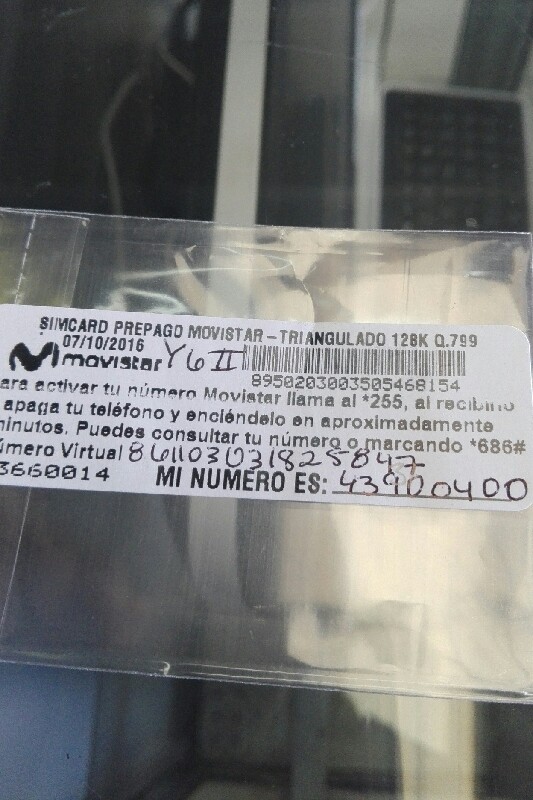 SIMCARD PREPAGO MOVISTAR-TRIANGULADO 128K Q.799
07/10/2016
movistar Y6 II
8950203003505468154
ara activar tu número Movistar llama al *255, al recibirlo
apaga tu teléfono y enciéndelo en aproximadamente
minutos. Puedes consultar tu número o marcando *686#
úmero Virtual 861103031825847
3660014 MI NUMERO ES: 43900400